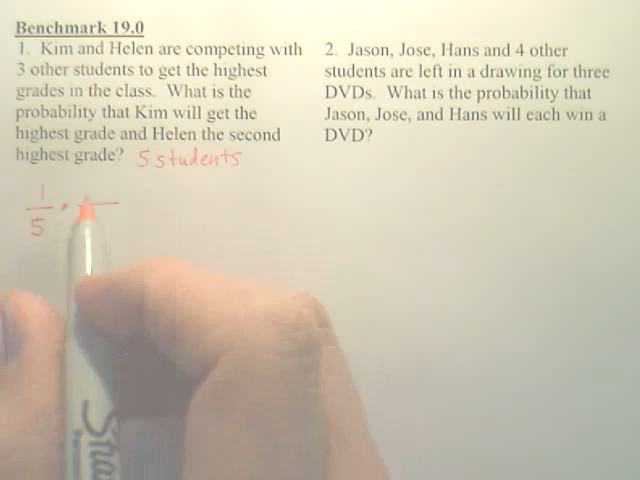 Benchmark 19.0
1. Kim and Helen are competing with
3 other students to get the highest
grades in the class. What is the
probability that Kim will get the
highest grade and Helen the second
highest grade? 5 students
1
5
2. Jason, Jose, Hans and 4 other
students are left in a drawing for three
DVDs. What is the probability that
Jason, Jose, and Hans will each win a
DVD?